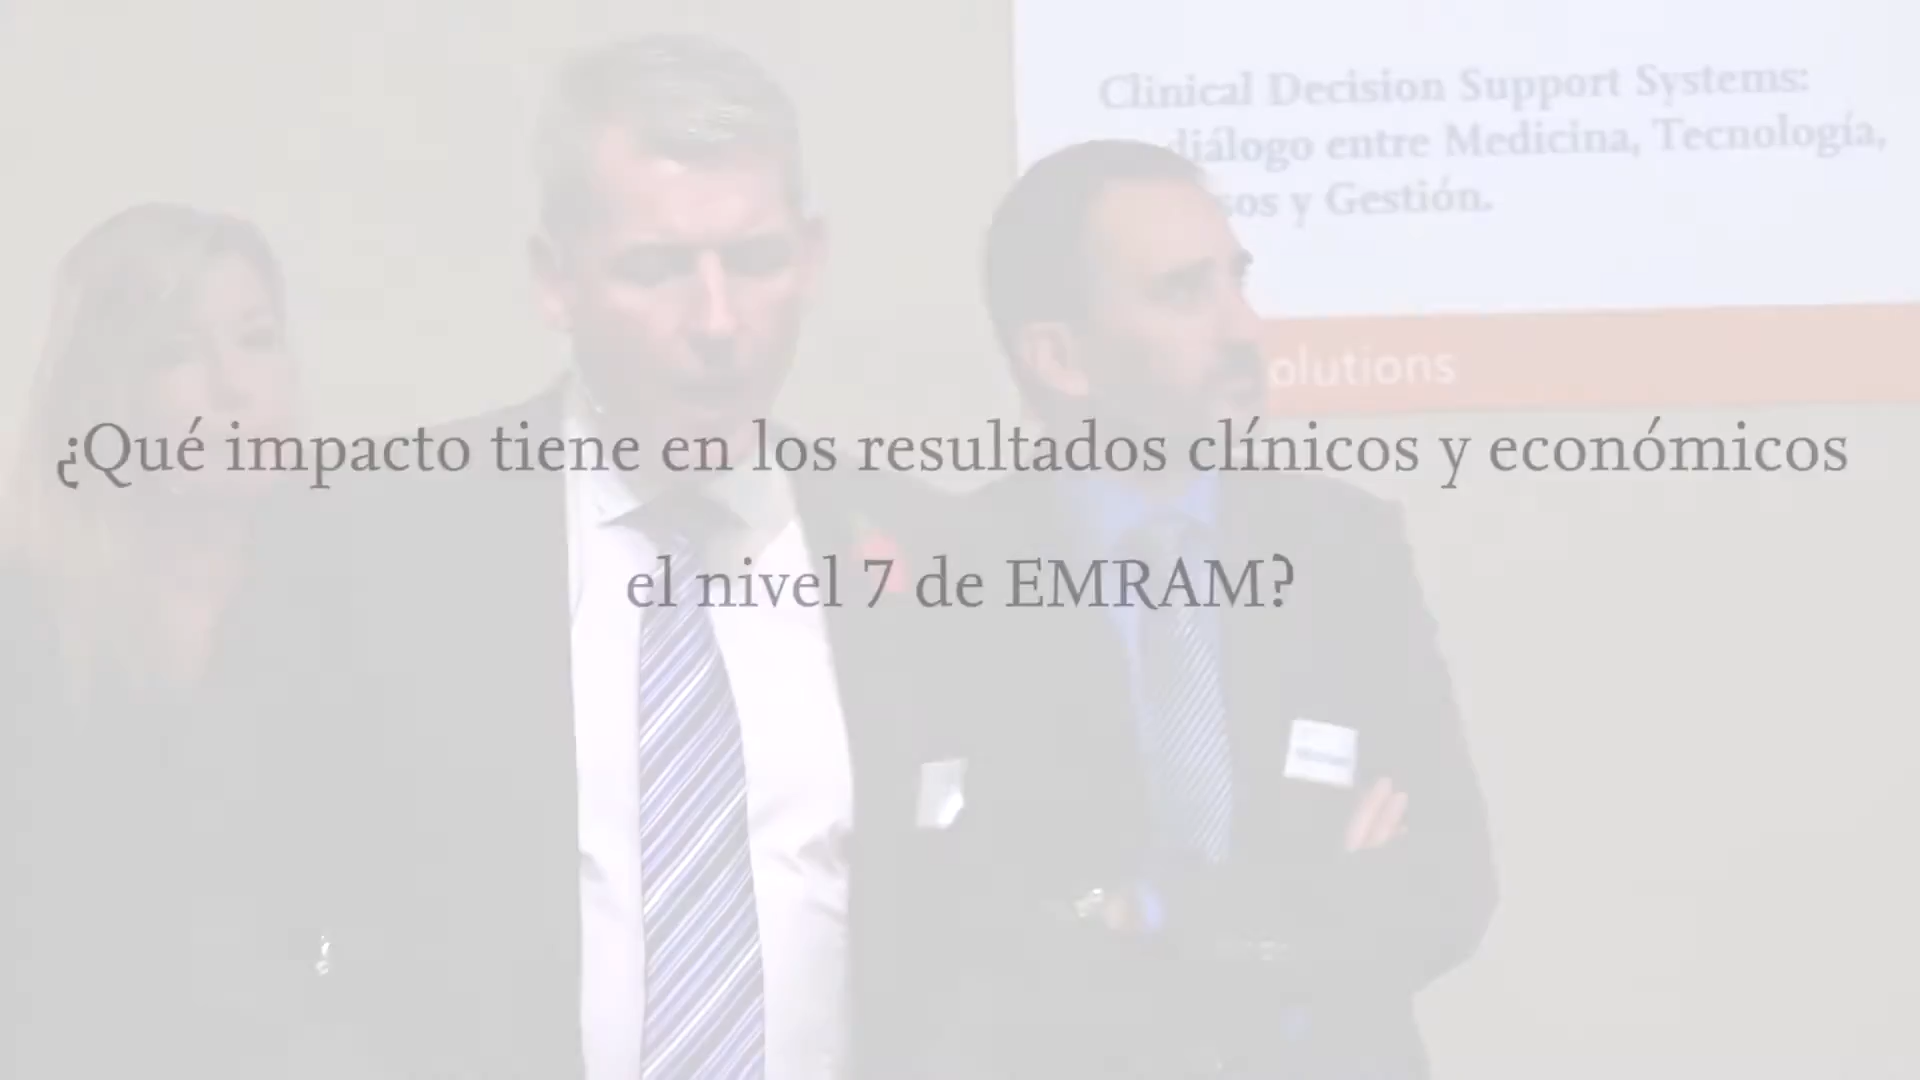 Clinical Decision Support Systems:
diálogo entre Medicina, Tecnología,
sos y Gestión.
olutions
¿Qué impacto tiene en los resultados clínicos y económicos
el nivel 7 de EMRAM?